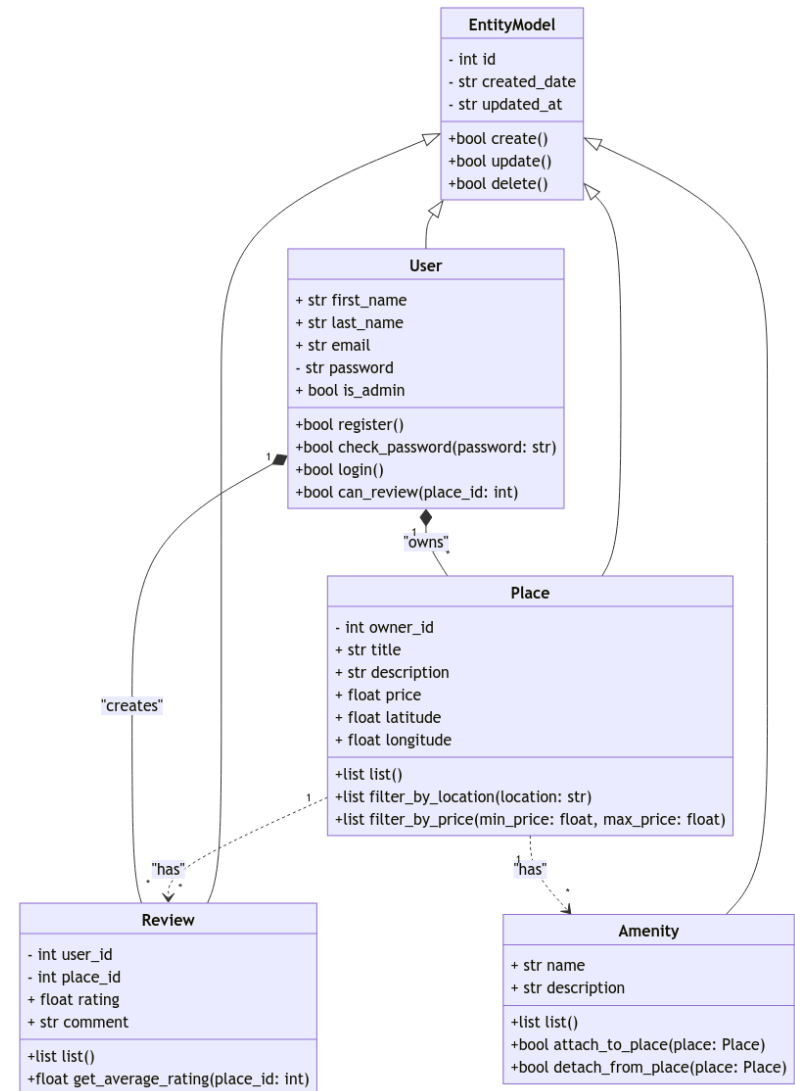 EntityModel
- int id
- str created_date
- str updated_at
+bool create()
+bool update()
+bool delete()
User
+ str first_name
+ str last_name
+ str email
- str password
+ bool is_admin
+bool register()
+bool check_password(password: str)
+bool login()
+bool can_review(place_id: int)
1
1
"owns"
*
Place
- int owner_id
+ str title
+ str description
+ float price
+ float latitude
+ float longitude
+list list()
+list filter_by_location(location: str)
+list filter_by_price(min_price: float, max_price: float)
"creates"
1
"has"
*
*
1
"has"
*
Review
- int user_id
- int place_id
+ float rating
+ str comment
+list list()
+float get_average_rating(place_id: int)
Amenity
+ str name
+ str description
+list list()
+bool attach_to_place(place: Place)
+bool detach_from_place(place: Place)